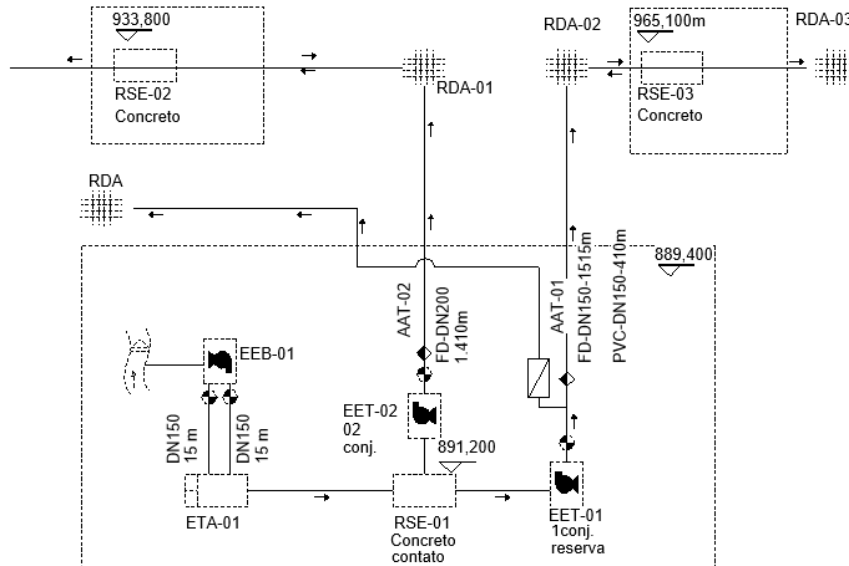 933,800
RSE-02
Concreto
RDA-01
RDA-02
965,100m
RDA-03
RSE-03
Concreto
RDA
889,400
AAT-02
FD-DN200
1.410m
AAT-01
FD-DN150-1515m
PVC-DN150-410m
EEB-01
DN150
15 m
DN150
15 m
EET-02
02
conj.
891,200
ETA-01
RSE-01
Concreto
contato
EET-01
1conj.
reserva